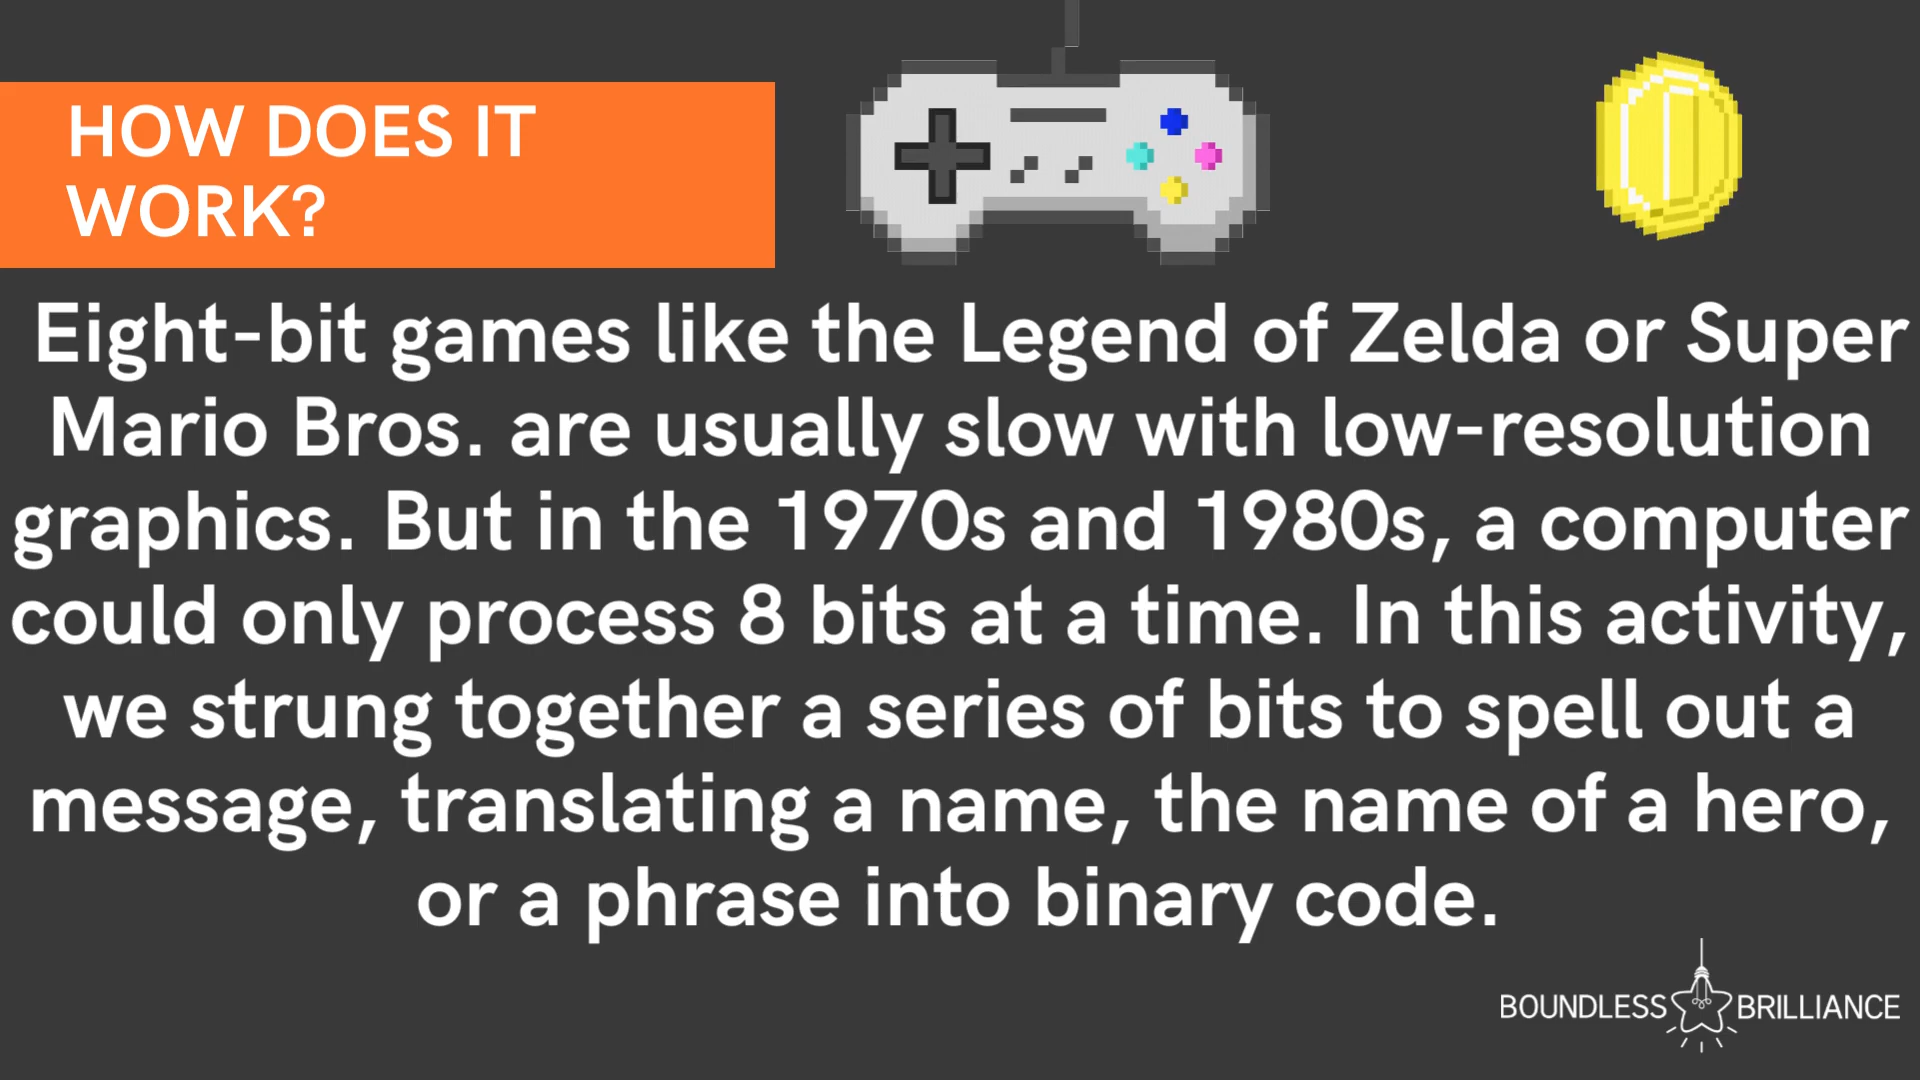 HOW DOES IT
WORK?
Eight-bit games like the Legend of Zelda or Super
Mario Bros. are usually slow with low-resolution
graphics. But in the 1970s and 1980s, a computer
could only process 8 bits at a time. In this activity,
we strung together a series of bits to spell out a
message, translating a name, the name of a hero,
or a phrase into binary code.
BOUNDLESS BRILLIANCE